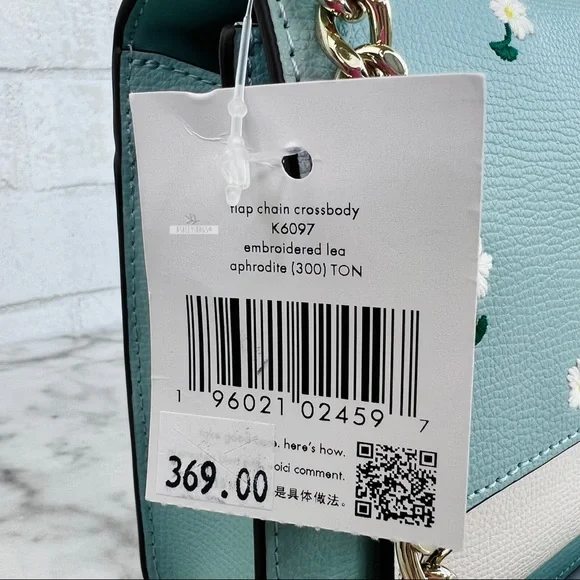 flap chain crossbody
K6097
embroidered lea
aphrodite (300) TON
1 96021 02459 7
here's how.
comment.
369.00
是具体做法。